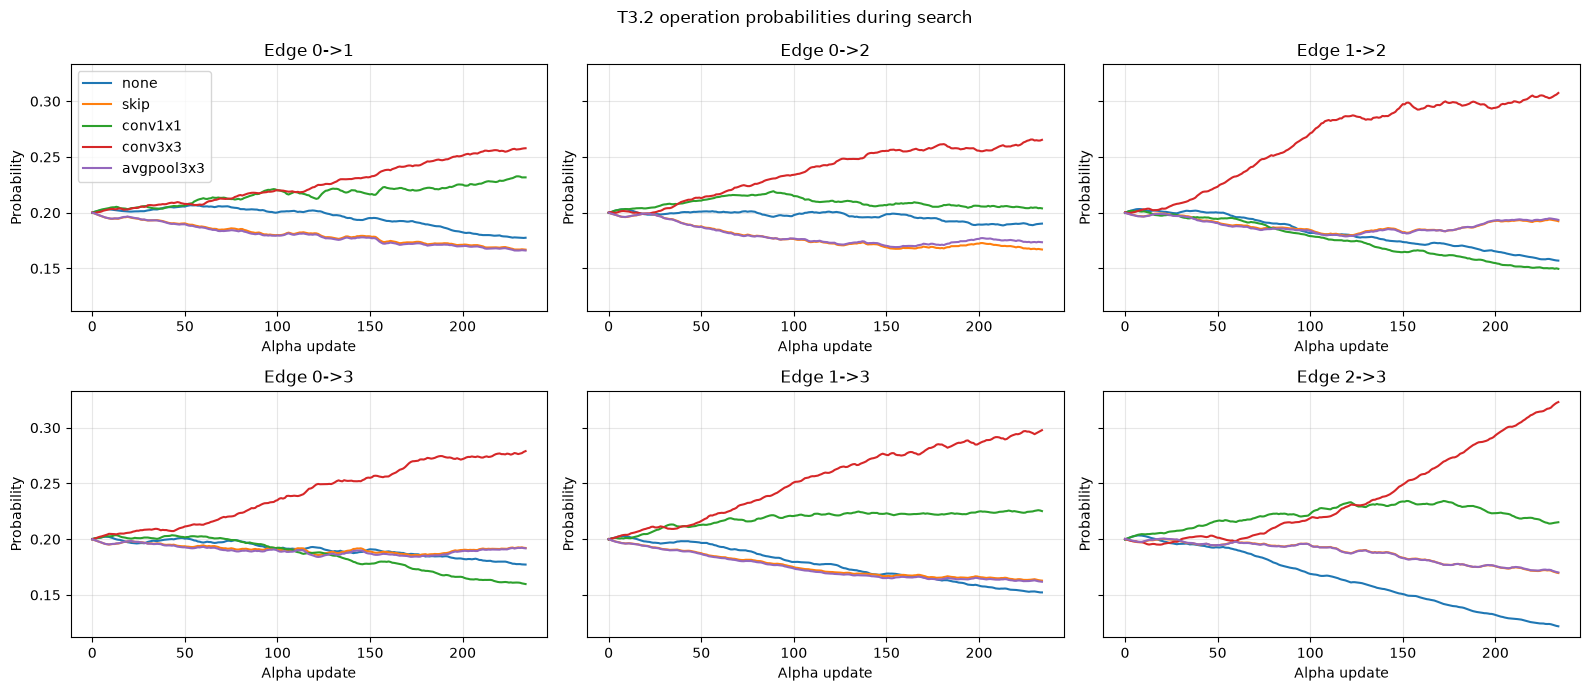 T3.2 operation probabilities during search
Edge 0->1
Edge 0->2
Edge 1->2
none
skip
conv1x1
conv3x3
avgpool3x3
0.30
0.25
0.20
0.15
Probability
Probability
Probability
0 50 100 150 200
0 50 100 150 200
0 50 100 150 200
Alpha update
Alpha update
Alpha update
Edge 0->3
Edge 1->3
Edge 2->3
0.30
0.25
0.20
0.15
Probability
Probability
Probability
0 50 100 150 200
0 50 100 150 200
0 50 100 150 200
Alpha update
Alpha update
Alpha update